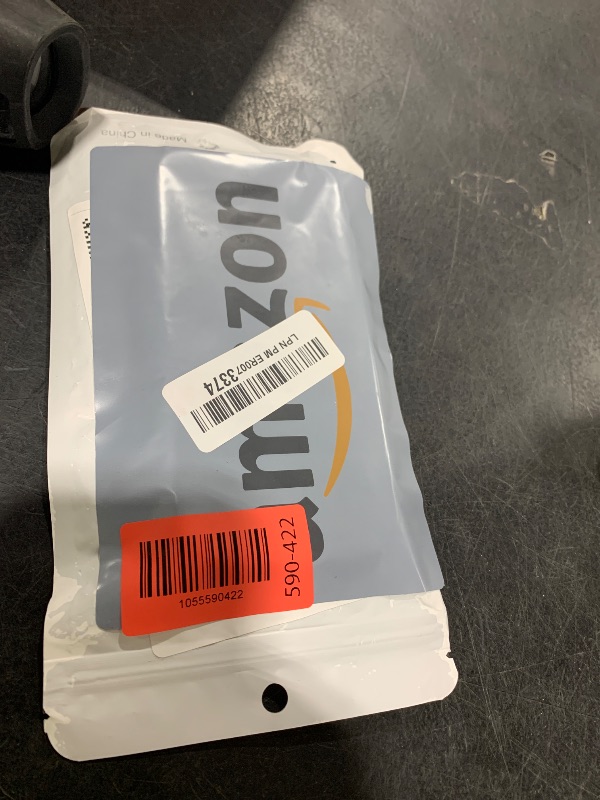 Made in China
amazon
LPN PM ER0073374
590-422
1055590422